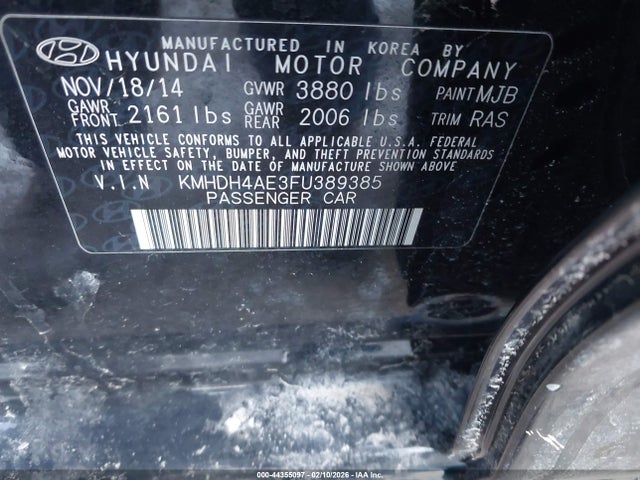 MANUFACTURED IN KOREA BY
HYUNDAI MOTOR COMPANY
NOV/18/14 GVWR 3880 lbs PAINT MJB
GAWR FRONT 2161 lbs GAWR REAR 2006 lbs TRIM RAS
THIS VEHICLE CONFORMS TO ALL APPLICABLE U.S.A. FEDERAL
MOTOR VEHICLE SAFETY, BUMPER, AND THEFT PREVENTION STANDARDS
IN EFFECT ON THE DATE OF MANUFACTURE SHOWN ABOVE
V.I.N KMHDH4AE3FU389385
PASSENGER CAR
000-44355097 - 02/10/2026 - IAA Inc.